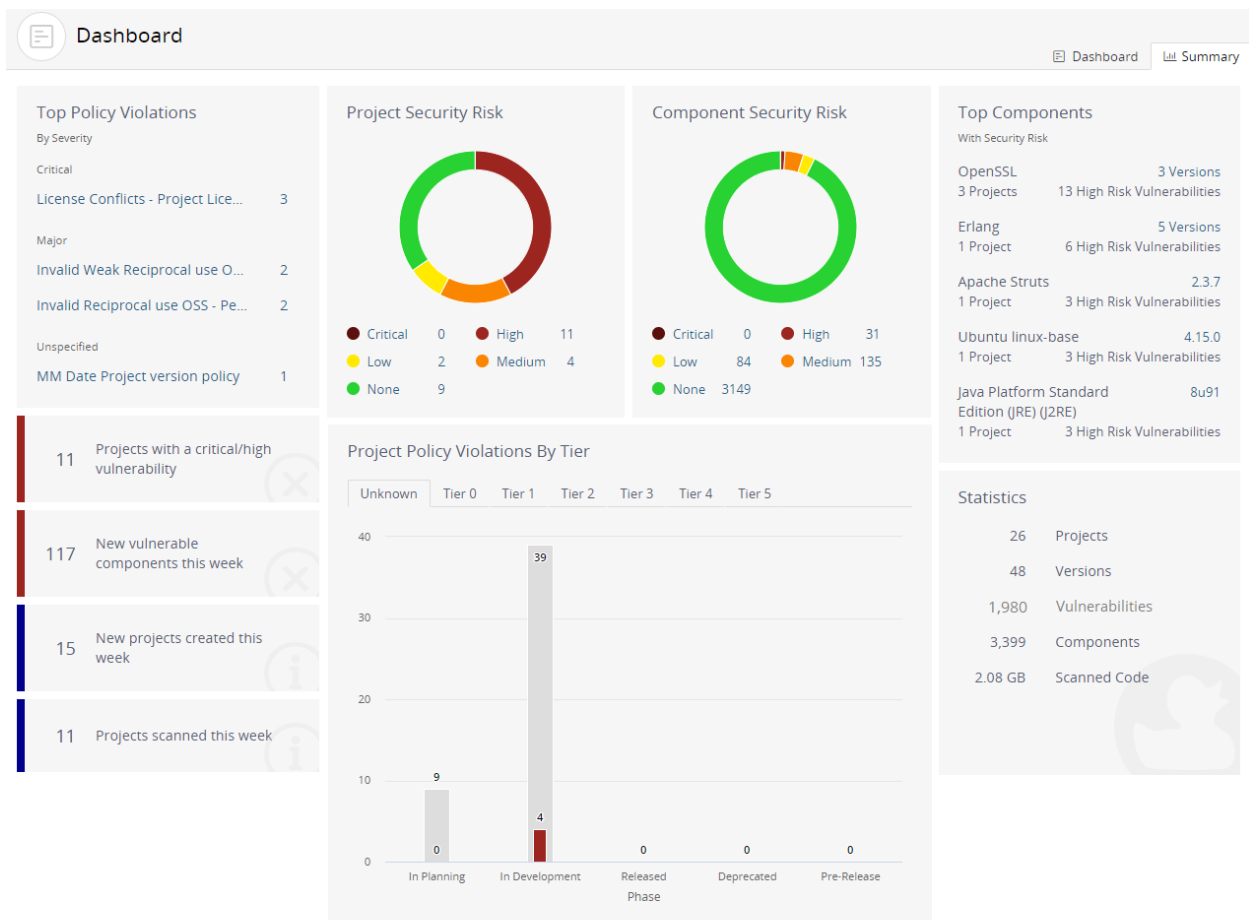 Dashboard
Dashboard
Summary
Top Policy Violations
By Severity
Critical
License Conflicts - Project Lice... 3
Major
Invalid Weak Reciprocal use O... 2
Invalid Reciprocal use OSS - Pe... 2
Unspecified
MM Date Project version policy 1
11 Projects with a critical/high
vulnerability
117 New vulnerable
components this week
15 New projects created this
week
11 Projects scanned this week
Project Security Risk
Critical 0 High 11
Low 2 Medium 4
None 9
Component Security Risk
Critical 0 High 31
Low 84 Medium 135
None 3149
Project Policy Violations By Tier
Unknown Tier 0 Tier 1 Tier 2 Tier 3 Tier 4 Tier 5
40
39
30
20
10
9
4
0
0 0 0 0
In Planning In Development Released Deprecated Pre-Release
Phase
Top Components
With Security Risk
OpenSSL 3 Versions
3 Projects 13 High Risk Vulnerabilities
Erlang 5 Versions
1 Project 6 High Risk Vulnerabilities
Apache Struts 2.3.7
1 Project 3 High Risk Vulnerabilities
Ubuntu linux-base 4.15.0
1 Project 3 High Risk Vulnerabilities
Java Platform Standard 8u91
Edition (JRE) (J2RE)
1 Project 3 High Risk Vulnerabilities
Statistics
26 Projects
48 Versions
1,980 Vulnerabilities
3,399 Components
2.08 GB Scanned Code